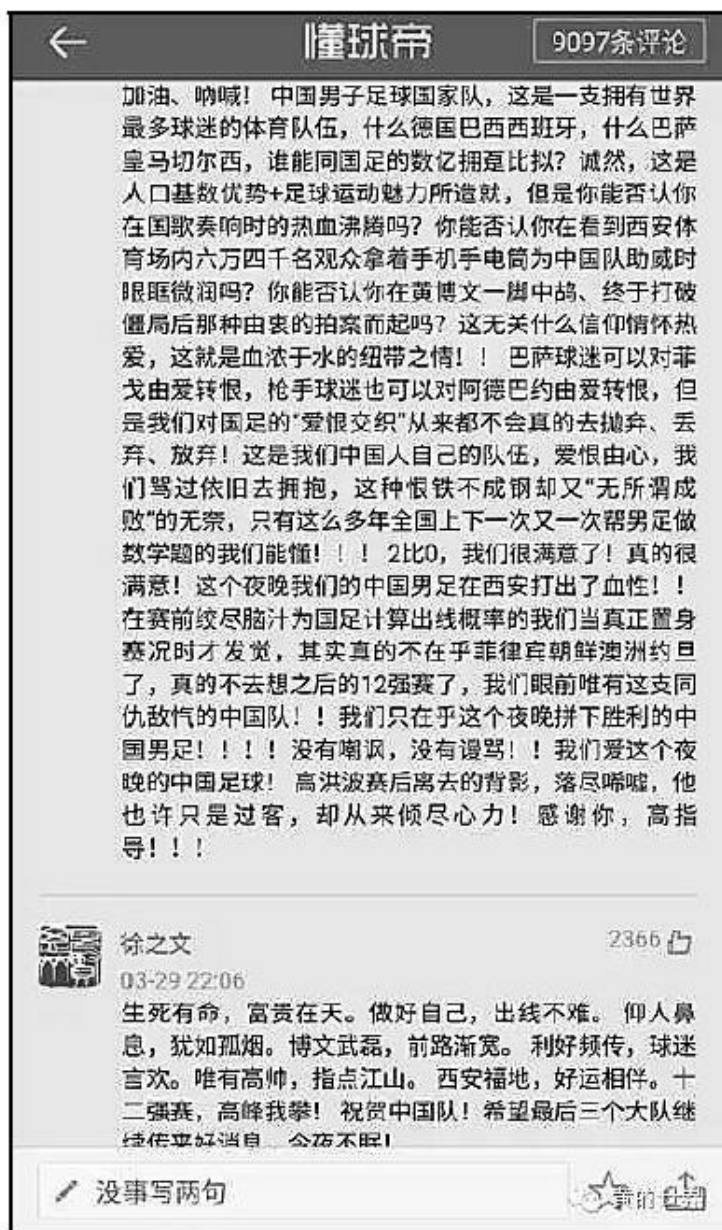 懂球帝
9097条评论
加油、呐喊！中国男子足球国家队，这是一支拥有世界
最多球迷的体育队伍，什么德国巴西西班牙，什么巴萨
皇马切尔西，谁能同国足的数亿拥趸比拟？诚然，这是
人口基数优势+足球运动魅力所造就，但是你能否认你
在国歌奏响时的热血沸腾吗？你能否认你在看到西安体
育场内六万四千名观众拿着手机手电筒为中国队助威时
眼眶微润吗？你能否认你在黄博文一脚中鹄、终于打破
僵局后那种由衷的拍案而起吗？这无关什么信仰情怀热
爱，这就是血浓于水的纽带之情！！巴萨球迷可以对菲
戈由爱转恨，枪手球迷也可以对阿德巴约由爱转恨，但
是我们对国足的“爱恨交织”从来都不会真的去抛弃、丢
弃、放弃！这是我们中国人自己的队伍，爱恨由心，我
们骂过依旧去拥抱，这种恨铁不成钢却又“无所谓成
败”的无奈，只有这么多年全国上下一次又一次帮男足做
数学题的我们能懂！！！2比0，我们很满意了！真的很
满意！这个夜晚我们的中国男足在西安打出了血性！！
在赛前绞尽脑汁为国足计算出线概率的我们当真正置身
赛况时才发觉，其实真的不在乎菲律宾朝鲜澳洲约旦
了，真的不去想之后的12强赛了，我们眼前唯有这支同
仇敌忾的中国队！！我们只在乎这个夜晚拼下胜利的中
国男足！！！！没有嘲讽，没有谩骂！！我们爱这个夜
晚的中国足球！高洪波赛后离去的背影，落尽唏嘘，他
也许只是过客，却从来倾尽心力！感谢你，高指
导！！！
徐之文
2366
03-29 22:06
生死有命，富贵在天。做好自己，出线不难。仰人鼻
息，犹如孤烟。博文武磊，前路渐宽。利好频传，球迷
言欢。唯有高帅，指点江山。西安福地，好运相伴。十
二强赛，高峰我攀！祝贺中国队！希望最后三个大队继
续传来好消息，今夜不眠！
没事写两句